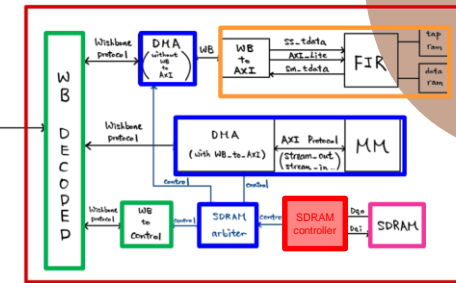 WB DECODED
Wishbone
protocol
DMA
(without
WB
to
AXI)
WB
WB
to
AXI
ss_tdata
AXI_Lite
sm_tdata
FIR
tap
ram
data
ram
Wishbone
protocol
DMA
(with WB_to_AXI)
AXI Protocol
(stream_out
stream_in...)
MM
control
control
Wishbone
protocol
WB
to
Control
control
SDRAM
arbiter
control
SDRAM
controller
Dqo
Dqi
SDRAM